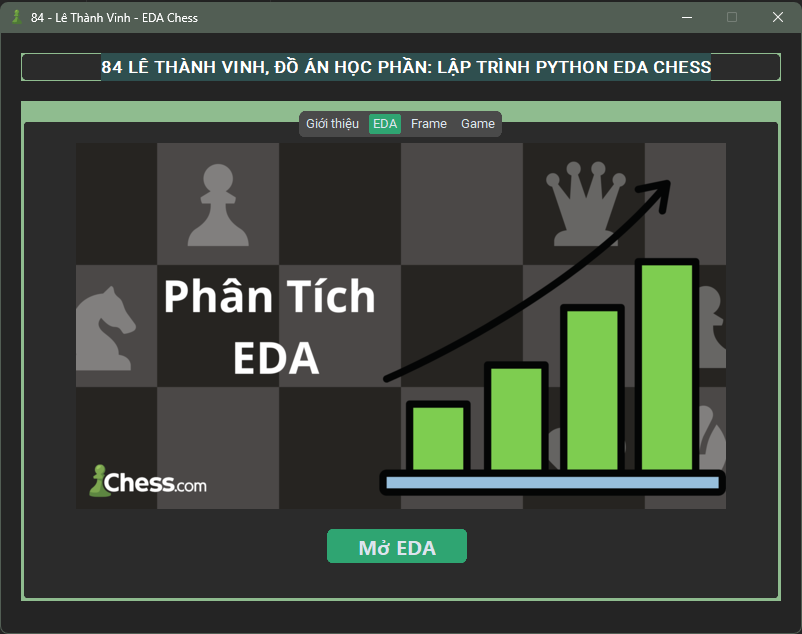 84 - Lê Thành Vinh - EDA Chess
84 LÊ THÀNH VINH, ĐỒ ÁN HỌC PHẦN: LẬP TRÌNH PYTHON EDA CHESS
Giới thiệu EDA Frame Game
Phân Tích
EDA
Chess.com
Mở EDA